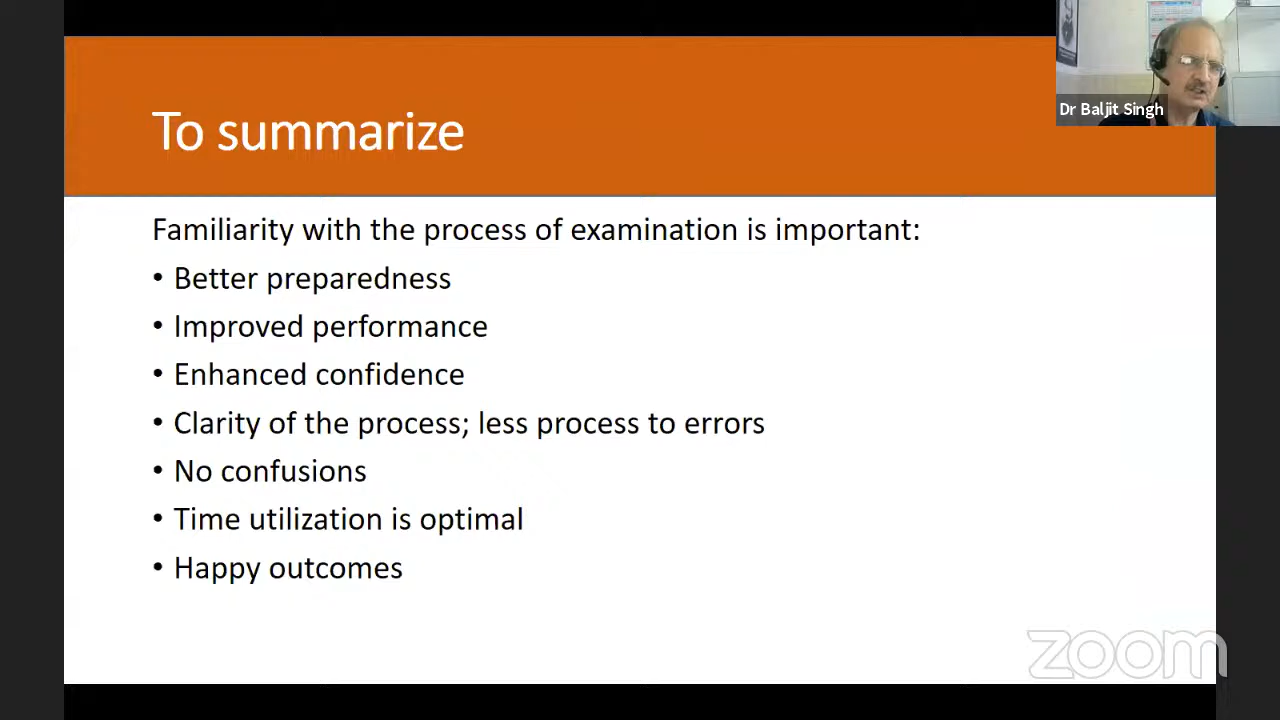 To summarize
Dr Baljit Singh
Familiarity with the process of examination is important:
• Better preparedness
• Improved performance
• Enhanced confidence
• Clarity of the process; less process to errors
• No confusions
• Time utilization is optimal
• Happy outcomes
zoom